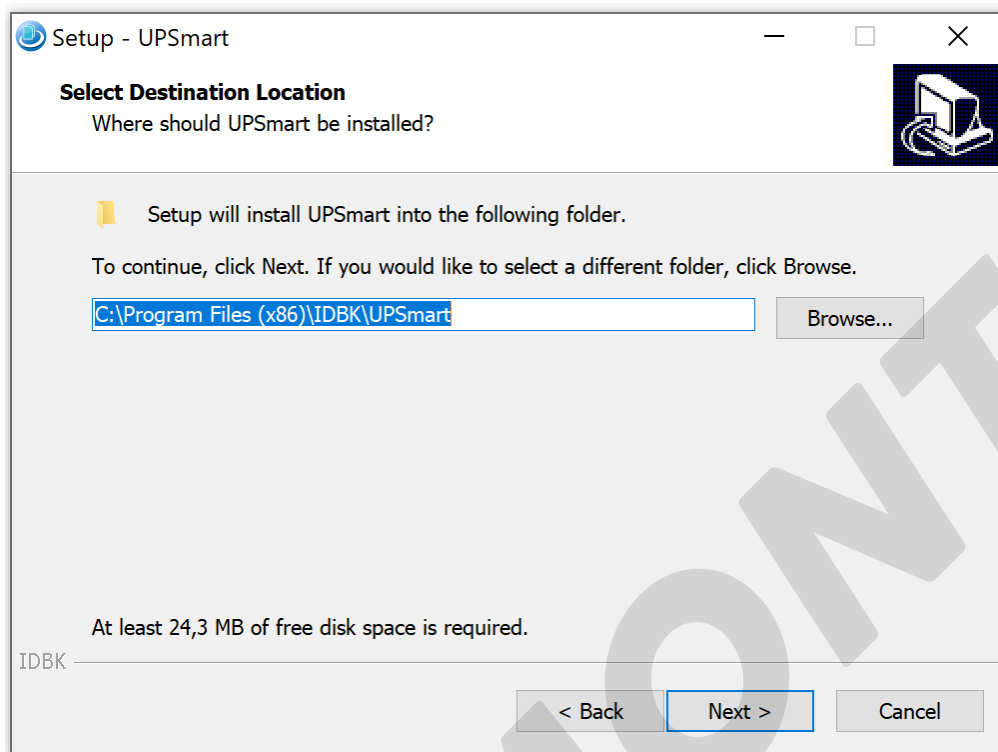 Setup - UPSmart
Select Destination Location
Where should UPSmart be installed?
Setup will install UPSmart into the following folder.
To continue, click Next. If you would like to select a different folder, click Browse.
C:\Program Files (x86)\IDBK\UPSmart
Browse...
At least 24,3 MB of free disk space is required.
IDBK
< Back
Next >
Cancel